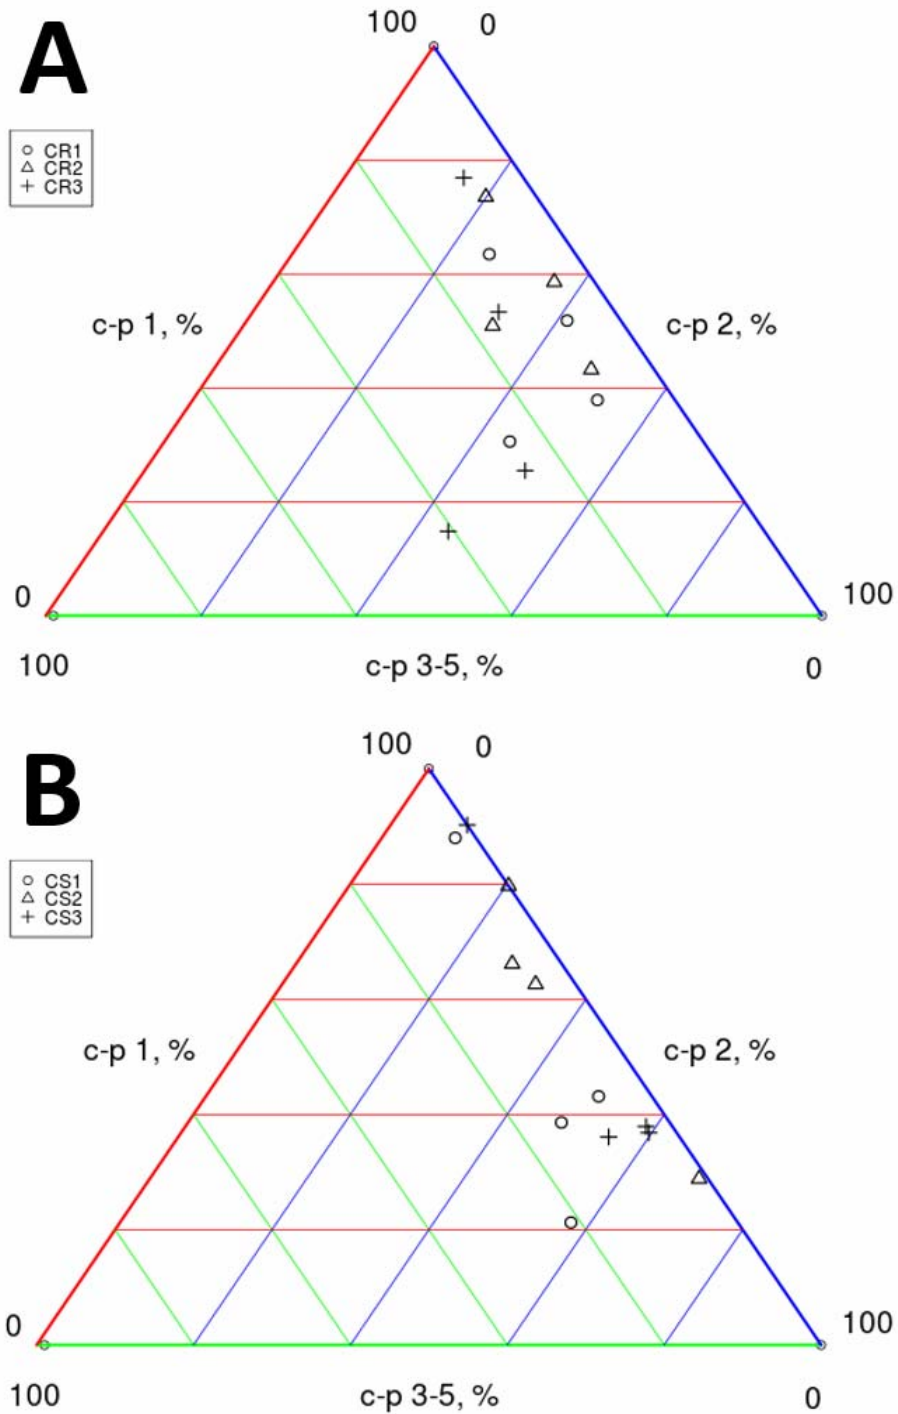 A
100 0
CR1
CR2
CR3
c-p 1, %
c-p 2, %
0
100
100
c-p 3-5, %
0
B
100 0
CS1
CS2
CS3
c-p 1, %
c-p 2, %
0
100
100
c-p 3-5, %
0